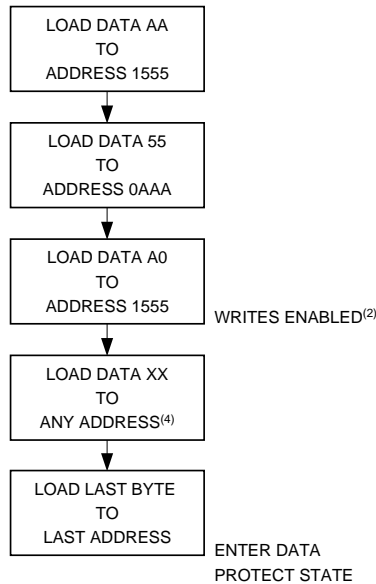 LOAD DATA AA
TO
ADDRESS 1555
LOAD DATA 55
TO
ADDRESS 0AAA
LOAD DATA A0
TO
ADDRESS 1555
WRITES ENABLED(2)
LOAD DATA XX
TO
ANY ADDRESS(4)
LOAD LAST BYTE
TO
LAST ADDRESS
ENTER DATA
PROTECT STATE